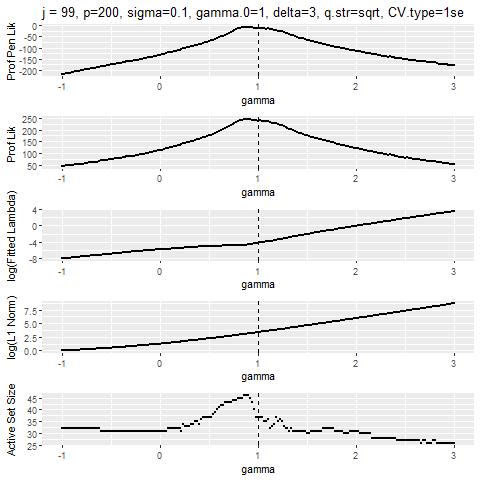 j = 99, p=200, sigma=0.1, gamma.0=1, delta=3, q.str=sqrt, CV.type=1se
Prof Pen Lik
0
-50
-100
-150
-200
-1 0 1 2 3
gamma
Prof Lik
250
200
150
100
50
-1 0 1 2 3
gamma
log(Fitted Lambda)
4
0
-4
-8
-1 0 1 2 3
gamma
log(L1 Norm)
7.5
5.0
2.5
0.0
-1 0 1 2 3
gamma
Active Set Size
45
40
35
30
25
-1 0 1 2 3
gamma